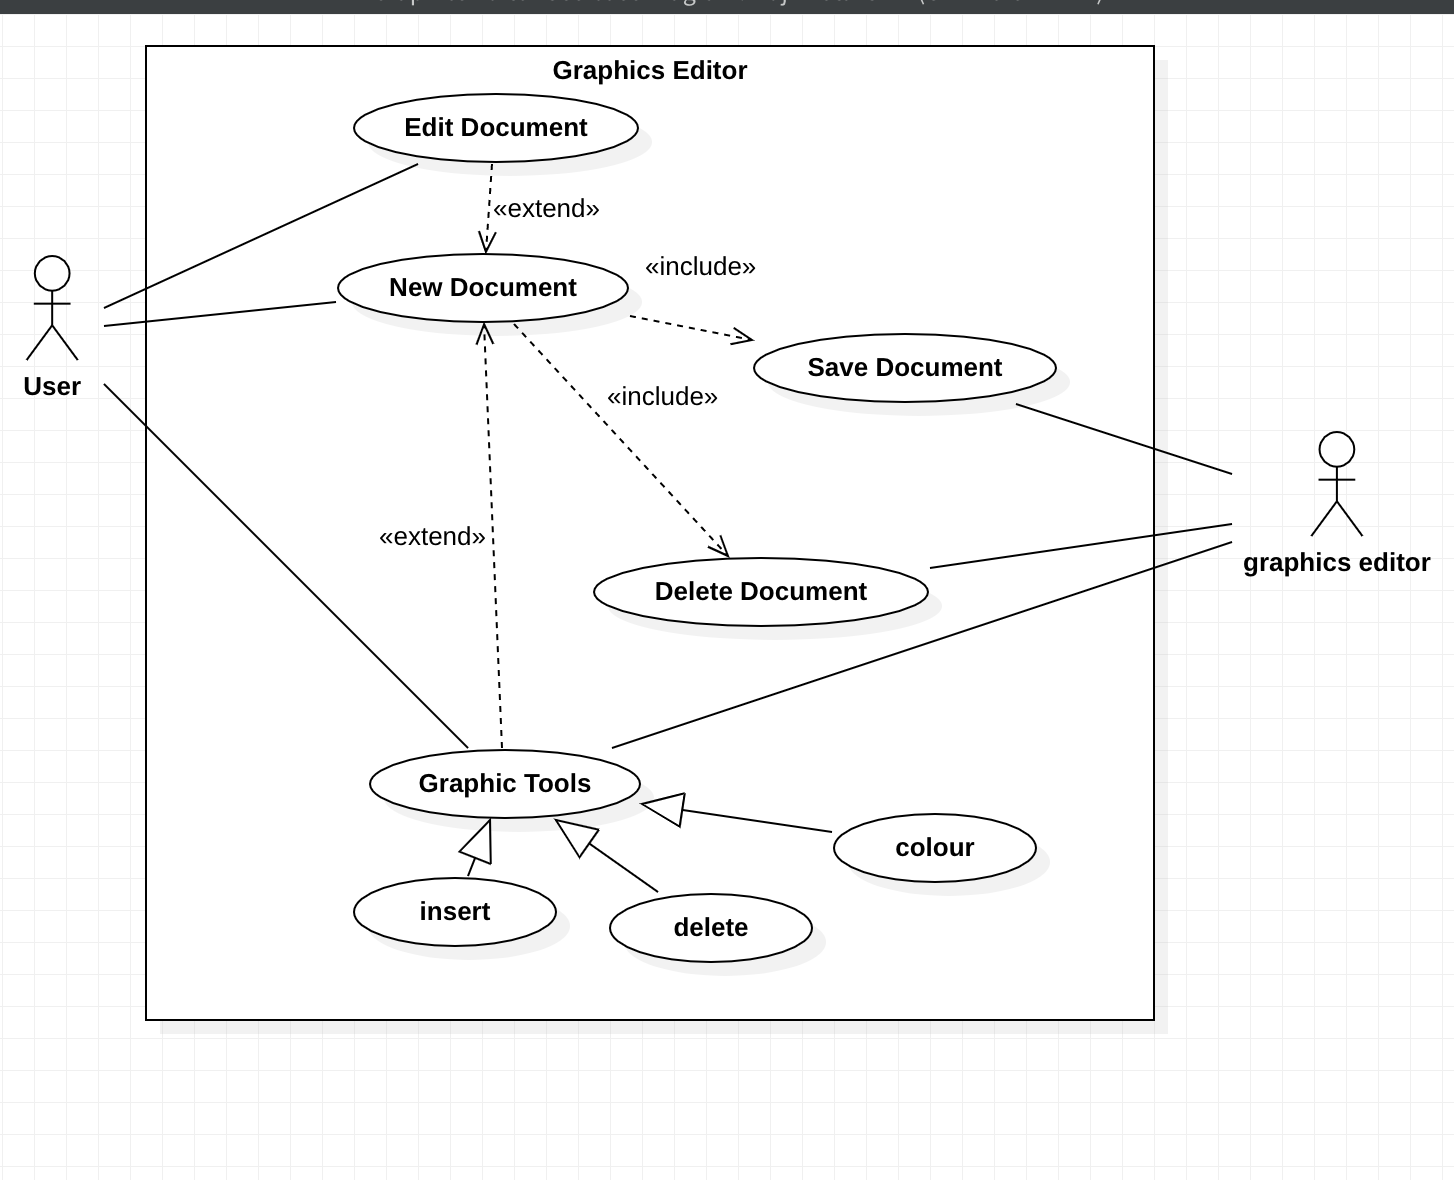 Graphics Editor
Edit Document
«extend»
New Document
«include»
Save Document
User
«include»
«extend»
graphics editor
Delete Document
Graphic Tools
colour
insert
delete